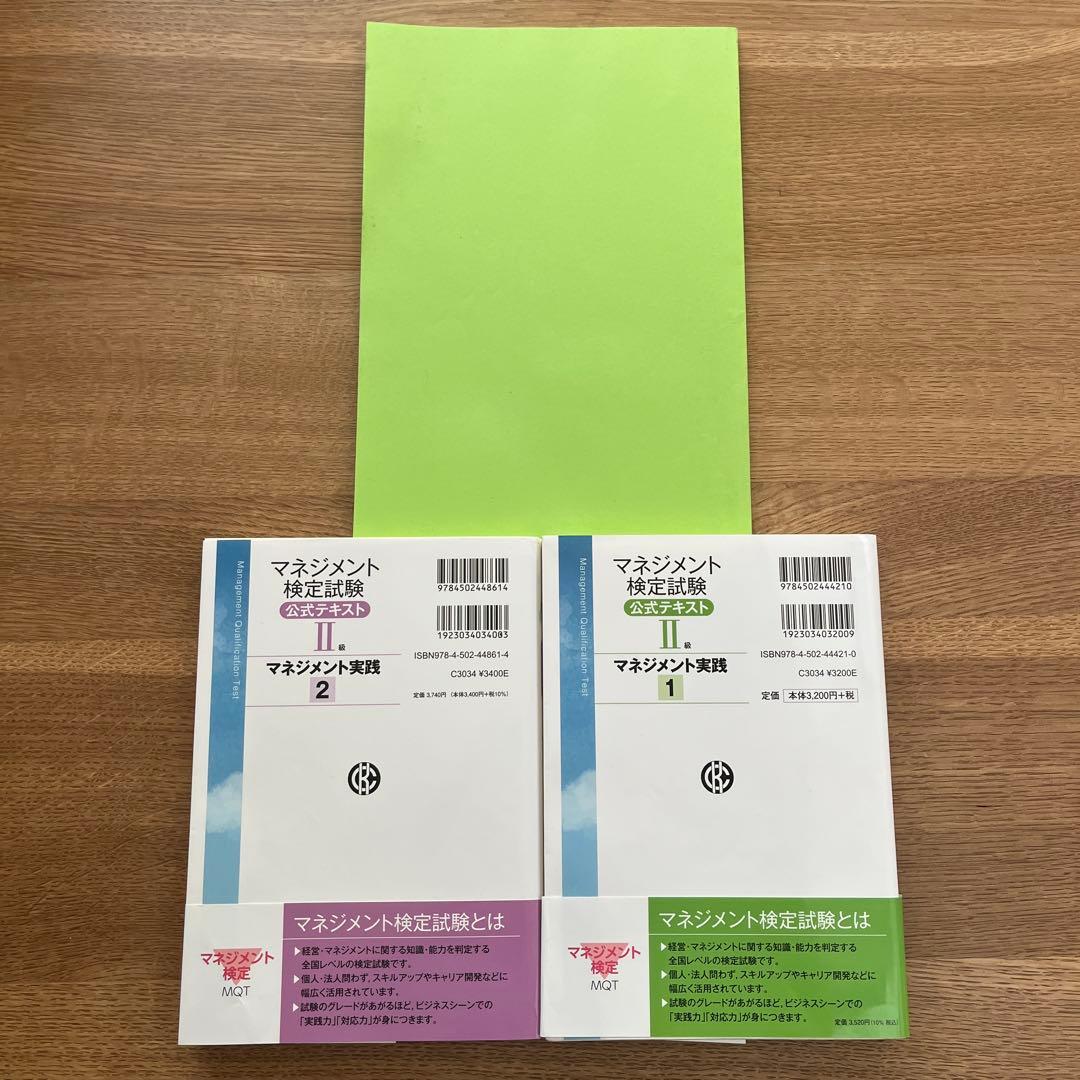 Management Qualification Test
マネジメント
検定試験
公式テキスト
II級
マネジメント実践
2
9784502448614
1923034034003
ISBN978-4-502-44861-4
C3034 ¥3400E
定価 3,740円 (本体3,400円+税10%)
マネジメント検定試験とは
▶経営・マネジメントに関する知識・能力を判定する
全国レベルの検定試験です。
▶個人・法人問わず,スキルアップやキャリア開発などに
幅広く活用されています。
▶試験のグレードがあがるほど,ビジネスシーンでの
「実践力」「対応力」が身につきます。
マネジメント
検定
MQT
Management Qualification Test
マネジメント
検定試験
公式テキスト
II級
マネジメント実践
1
9784502444210
1923034032009
ISBN978-4-502-44421-0
C3034 ¥3200E
定価 本体3,200円+税
マネジメント検定試験とは
▶経営・マネジメントに関する知識・能力を判定する
全国レベルの検定試験です。
▶個人・法人問わず,スキルアップやキャリア開発などに
幅広く活用されています。
▶試験のグレードがあがるほど,ビジネスシーンでの
「実践力」「対応力」が身につきます。
定価 3,520円(10%税込)
マネジメント
検定
MQT